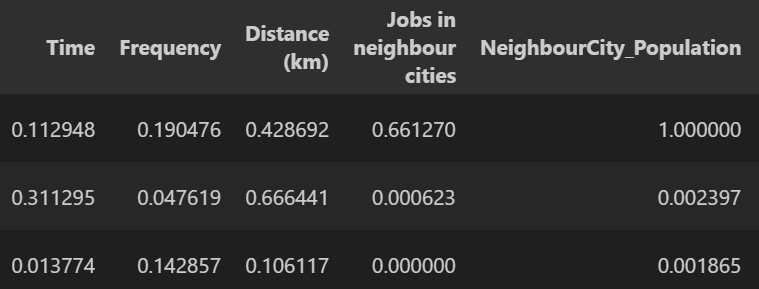 Time Frequency Distance (km) Jobs in neighbour cities NeighbourCity_Population
0.112948 0.190476 0.428692 0.661270 1.000000
0.311295 0.047619 0.666441 0.000623 0.002397
0.013774 0.142857 0.106117 0.000000 0.001865